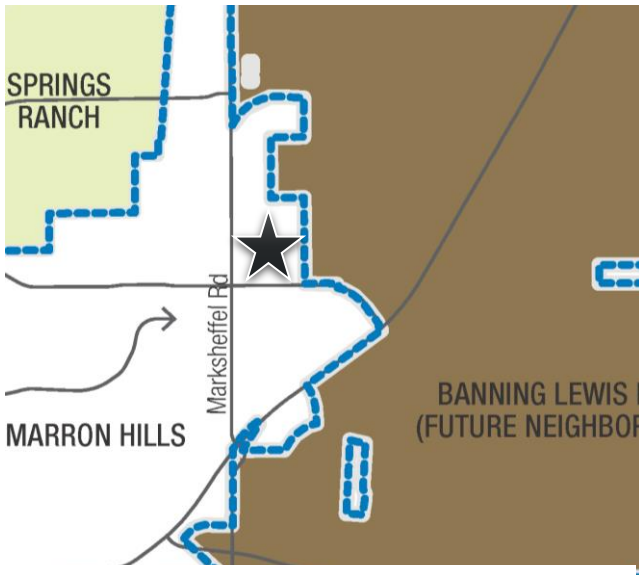 SPRINGS
RANCH
Marksheffel Rd
BANNING LEWIS
(FUTURE NEIGHBOR
MARRON HILLS